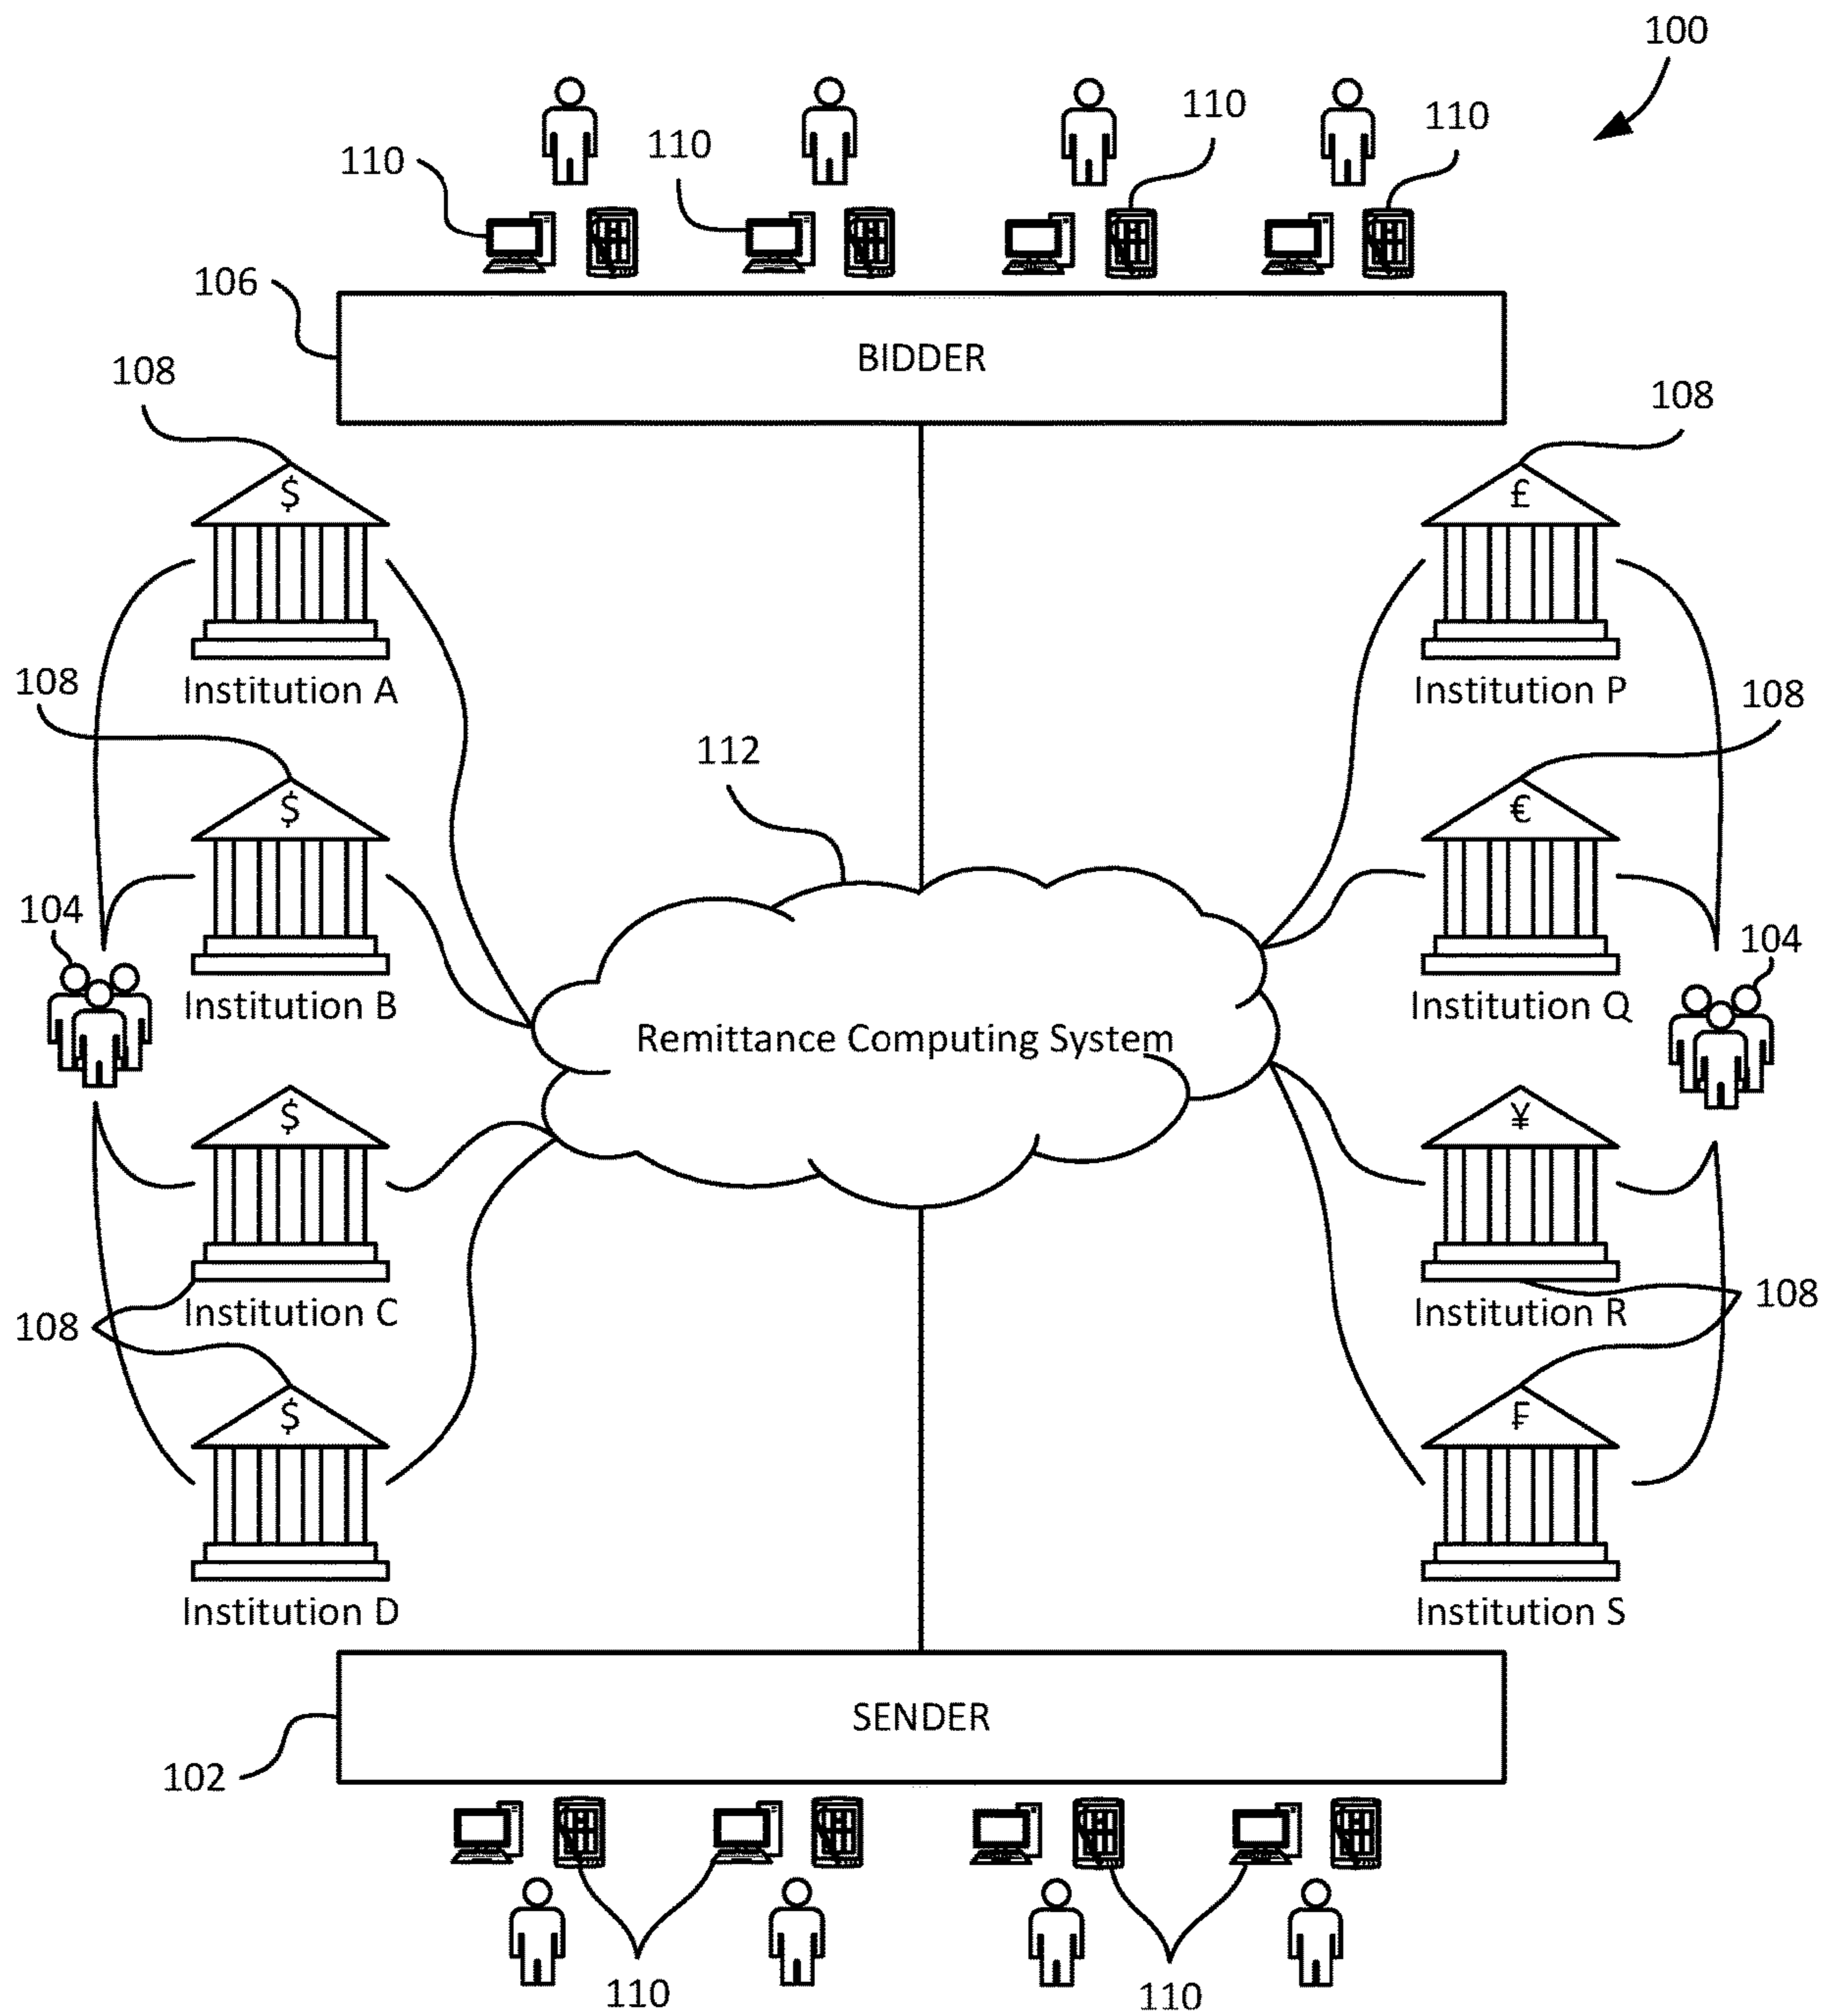 100
110
110
110
110
106
BIDDER
108
108
$
£
Institution A
Institution P
108
108
112
$
€
104
104
Institution B
Institution Q
Remittance Computing System
$
¥
Institution C
Institution R
108
108
$
₣
Institution D
Institution S
SENDER
102
110
110